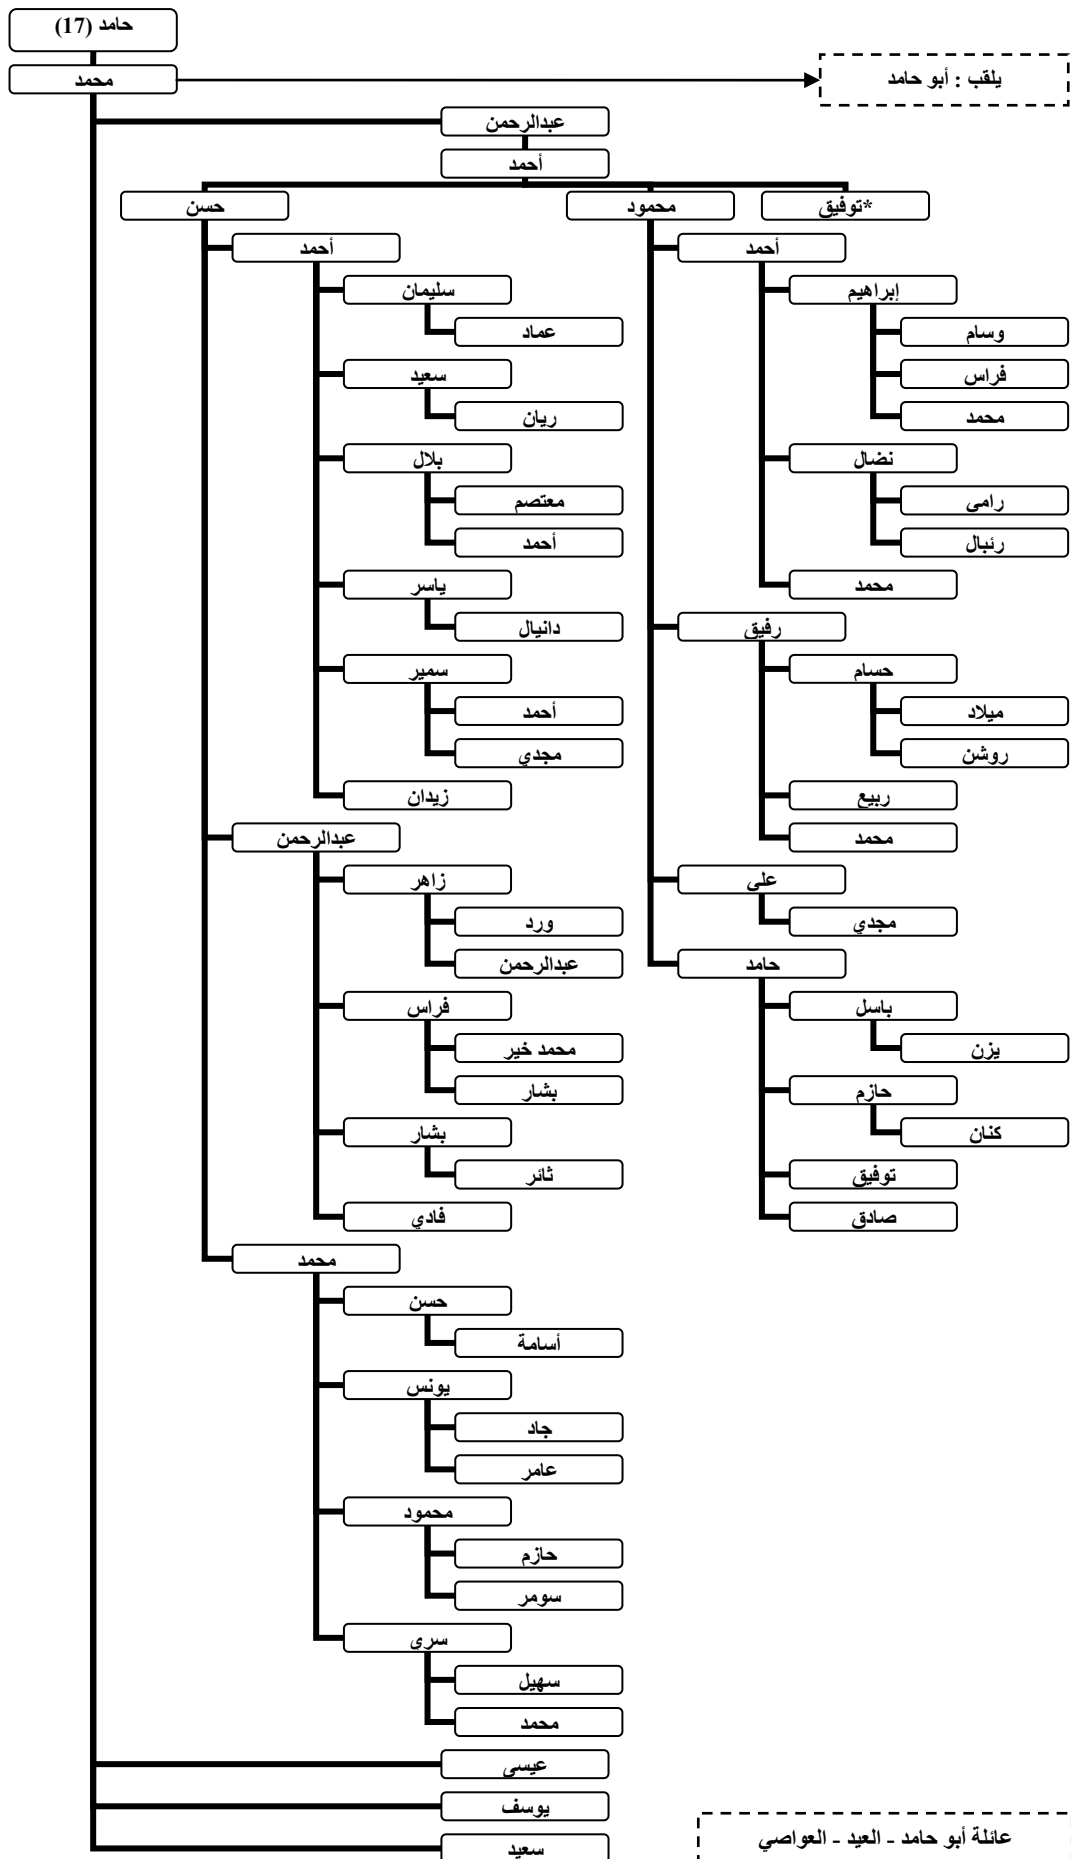 حامد (17)
محمد
يلقب : أبو حامد
عبدالرحمن
أحمد
*توفيق
محمود
حسن
أحمد
أحمد
إبراهيم
سليمان
وسام
عماد
فراس
سعيد
محمد
ريان
نضال
بلال
رامي
معتصم
رئبال
أحمد
محمد
ياسر
رفيق
دانيال
حسام
سمير
ميلاد
أحمد
روشن
مجدي
ربيع
زيدان
محمد
عبدالرحمن
علي
زاهر
مجدي
ورد
حامد
عبدالرحمن
باسل
فراس
يزن
محمد خير
حازم
بشار
كنان
بشار
توفيق
ثائر
صادق
فادي
محمد
حسن
أسامة
يونس
جاد
عامر
محمود
حازم
سومر
سري
سهيل
محمد
عيسى
يوسف
سعيد
عائلة أبو حامد - العيد - العواصي